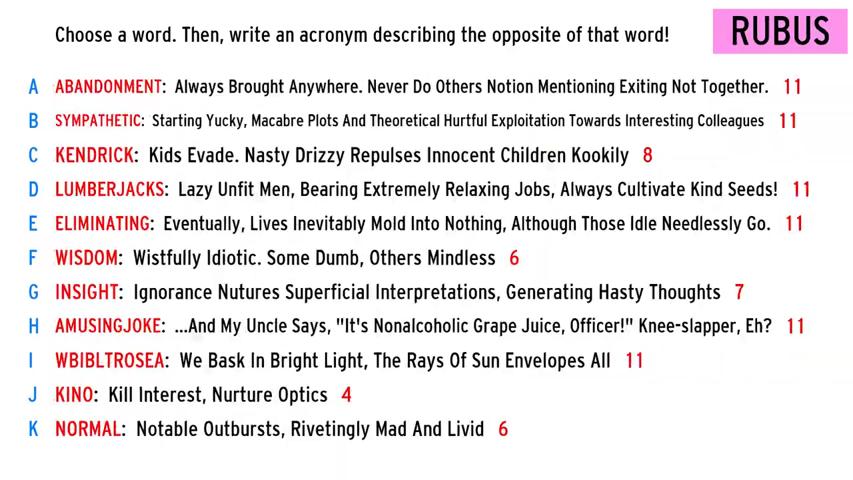 Choose a word. Then, write an acronym describing the opposite of that word!
RUBUS
A ABANDONMENT: Always Brought Anywhere. Never Do Others Notion Mentioning Exiting Not Together. 11
B SYMPATHETIC: Starting Yucky, Macabre Plots And Theoretical Hurtful Exploitation Towards Interesting Colleagues 11
C KENDRICK: Kids Evade. Nasty Drizzy Repulses Innocent Children Kookily 8
D LUMBERJACKS: Lazy Unfit Men, Bearing Extremely Relaxing Jobs, Always Cultivate Kind Seeds! 11
E ELIMINATING: Eventually, Lives Inevitably Mold Into Nothing, Although Those Idle Needlessly Go. 11
F WISDOM: Wistfully Idiotic. Some Dumb, Others Mindless 6
G INSIGHT: Ignorance Nutures Superficial Interpretations, Generating Hasty Thoughts 7
H AMUSINGJOKE: ...And My Uncle Says, "It's Nonalcoholic Grape Juice, Officer!" Knee-slapper, Eh? 11
I WBIBLTROSEA: We Bask In Bright Light, The Rays Of Sun Envelopes All 11
J KINO: Kill Interest, Nurture Optics 4
K NORMAL: Notable Outbursts, Rivetingly Mad And Livid 6